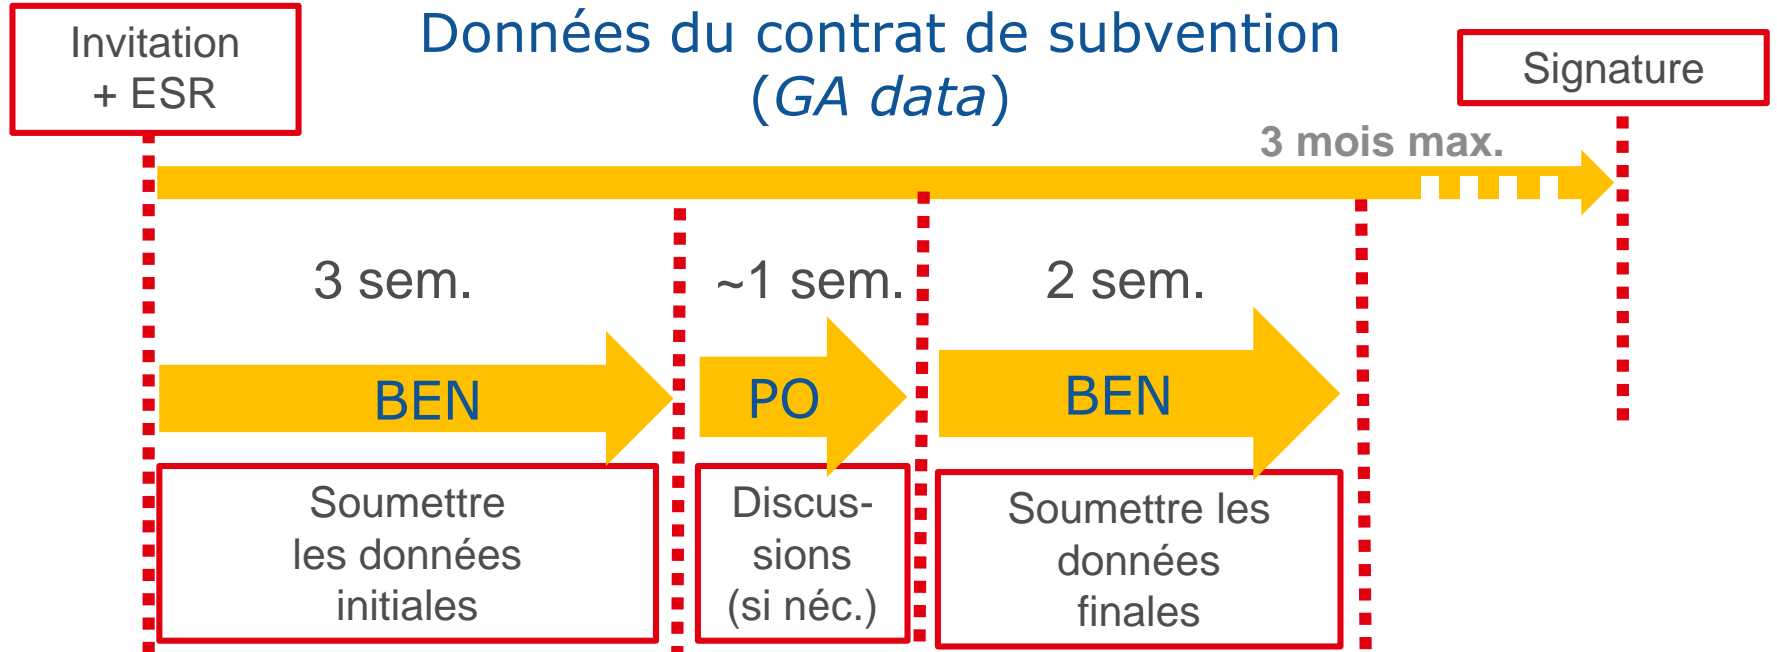 Invitation
+ ESR
Données du contrat de subvention
(GA data)
Signature
3 mois max.
3 sem.
~1 sem.
2 sem.
BEN
PO
BEN
Soumettre
les données
initiales
Discus-
sions
(si néc.)
Soumettre les
données
finales